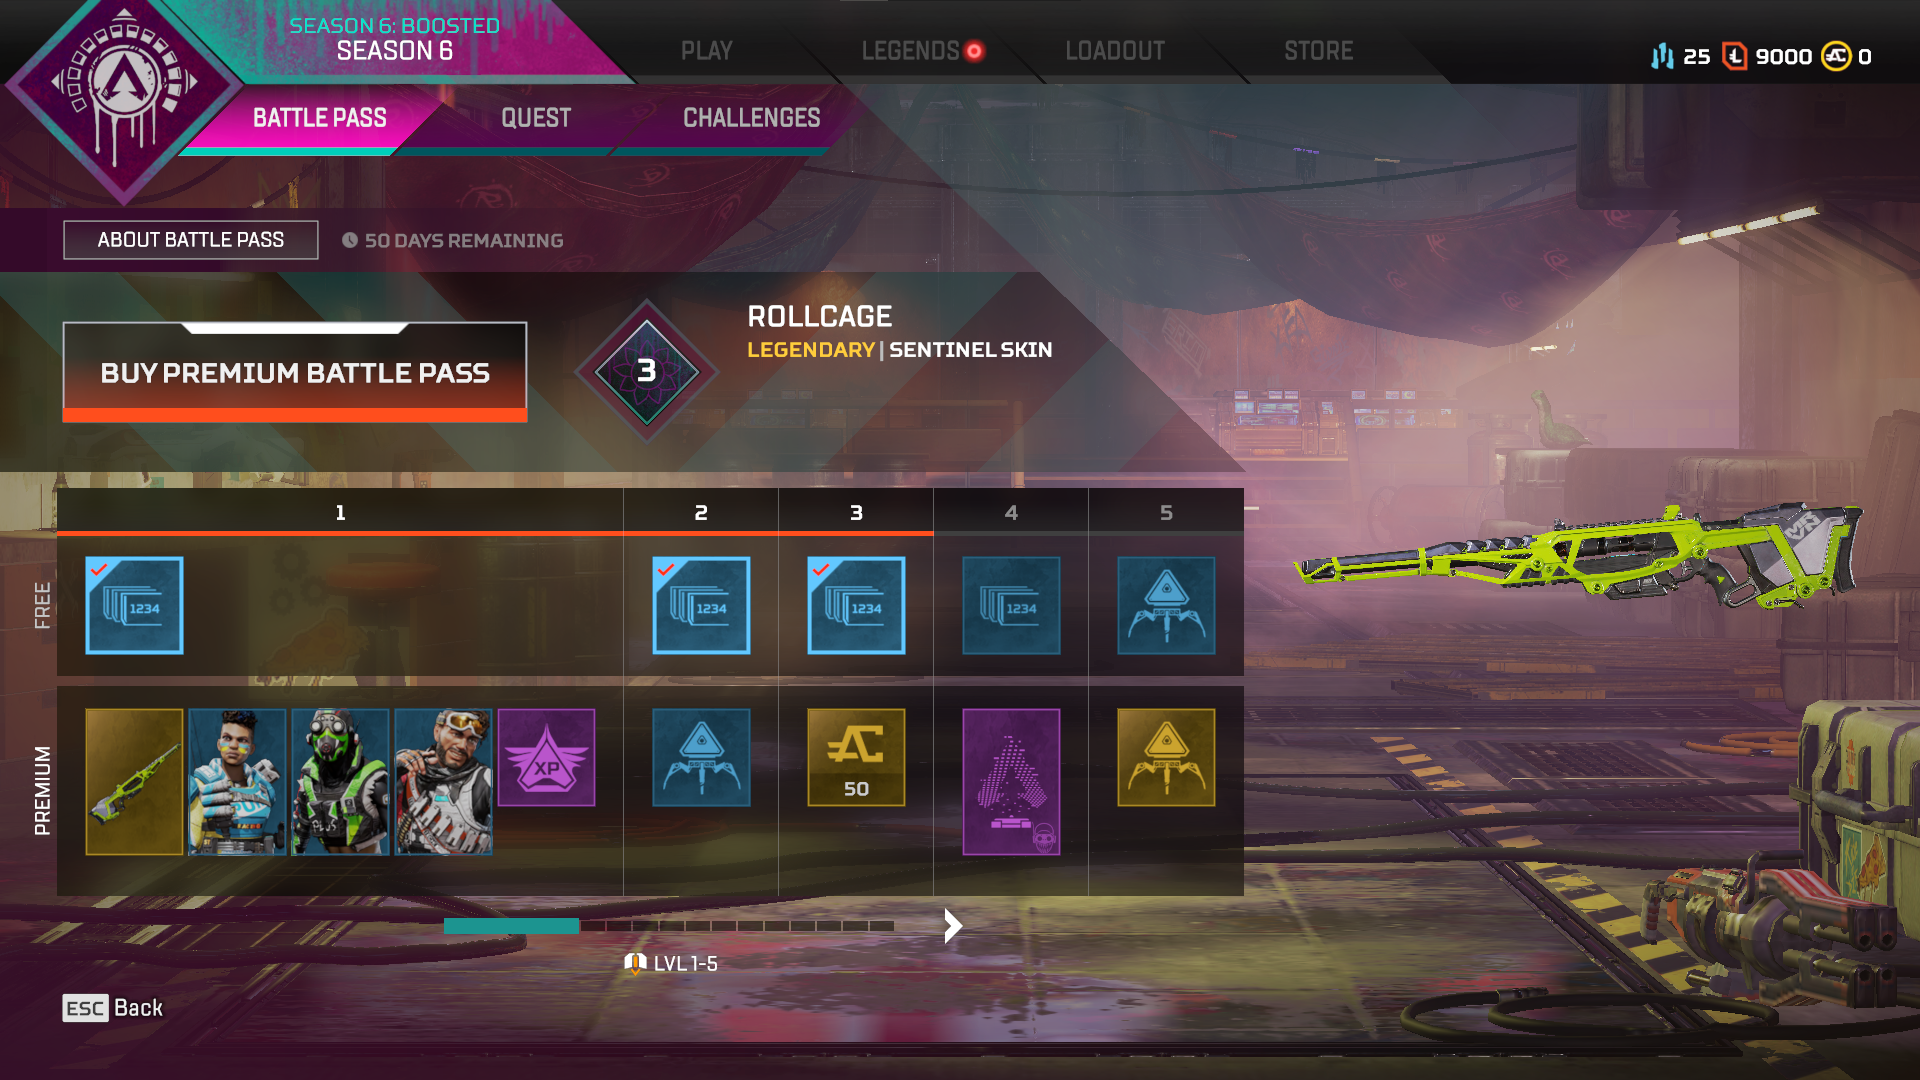 SEASON 6: BOOSTED
SEASON 6
PLAY
LEGENDS
LOADOUT
STORE
25
9000
0
BATTLE PASS
QUEST
CHALLENGES
ABOUT BATTLE PASS
50 DAYS REMAINING
BUY PREMIUM BATTLE PASS
3
ROLLCAGE
LEGENDARY | SENTINEL SKIN
1
2
3
4
5
FREE
1234
1234
1234
1234
PREMIUM
XP
50
LVL 1-5
ESC Back
MRVN